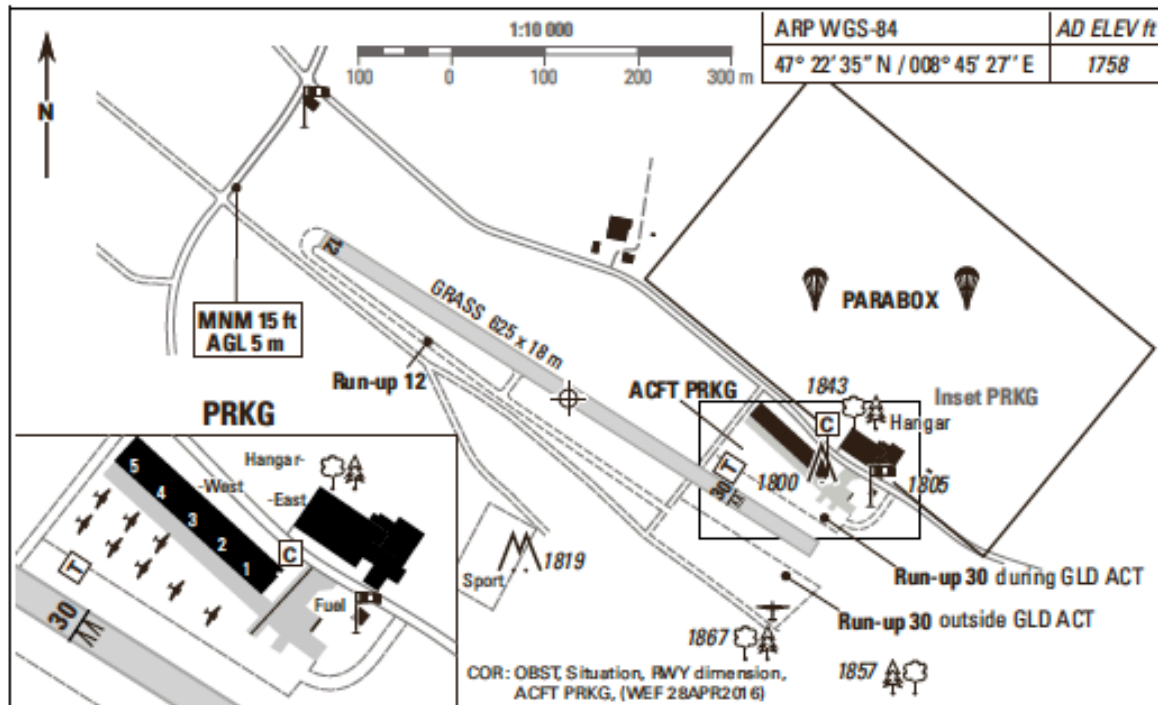 1:10 000
100 0 100 200 300 m
ARP WGS-84 AD ELEV ft
47° 22' 35" N / 008° 45' 27'' E 1758
N
12
GRASS 625 x 18 m
MNM 15 ft
AGL 5 m
Run-up 12
PARABOX
ACFT PRKG
1843
Inset PRKG
C
Hangar
T
1800
1805
30
PRKG
Hangar-
-West
-East
5
4
3
2
1
C
T
Fuel
30
Sport
1819
Run-up 30 during GLD ACT
Run-up 30 outside GLD ACT
1867
1857
COR: OBST, Situation, RWY dimension,
ACFT PRKG, (WEF 28APR2016)